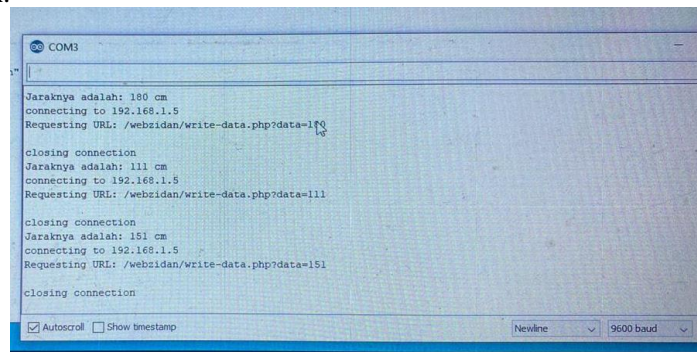 COM3
Jaraknya adalah: 180 cm
connecting to 192.168.1.5
Requesting URL: /webzidan/write-data.php?data=180
closing connection
Jaraknya adalah: 111 cm
connecting to 192.168.1.5
Requesting URL: /webzidan/write-data.php?data=111
closing connection
Jaraknya adalah: 151 cm
connecting to 192.168.1.5
Requesting URL: /webzidan/write-data.php?data=151
closing connection
Autoscroll Show timestamp Newline 9600 baud